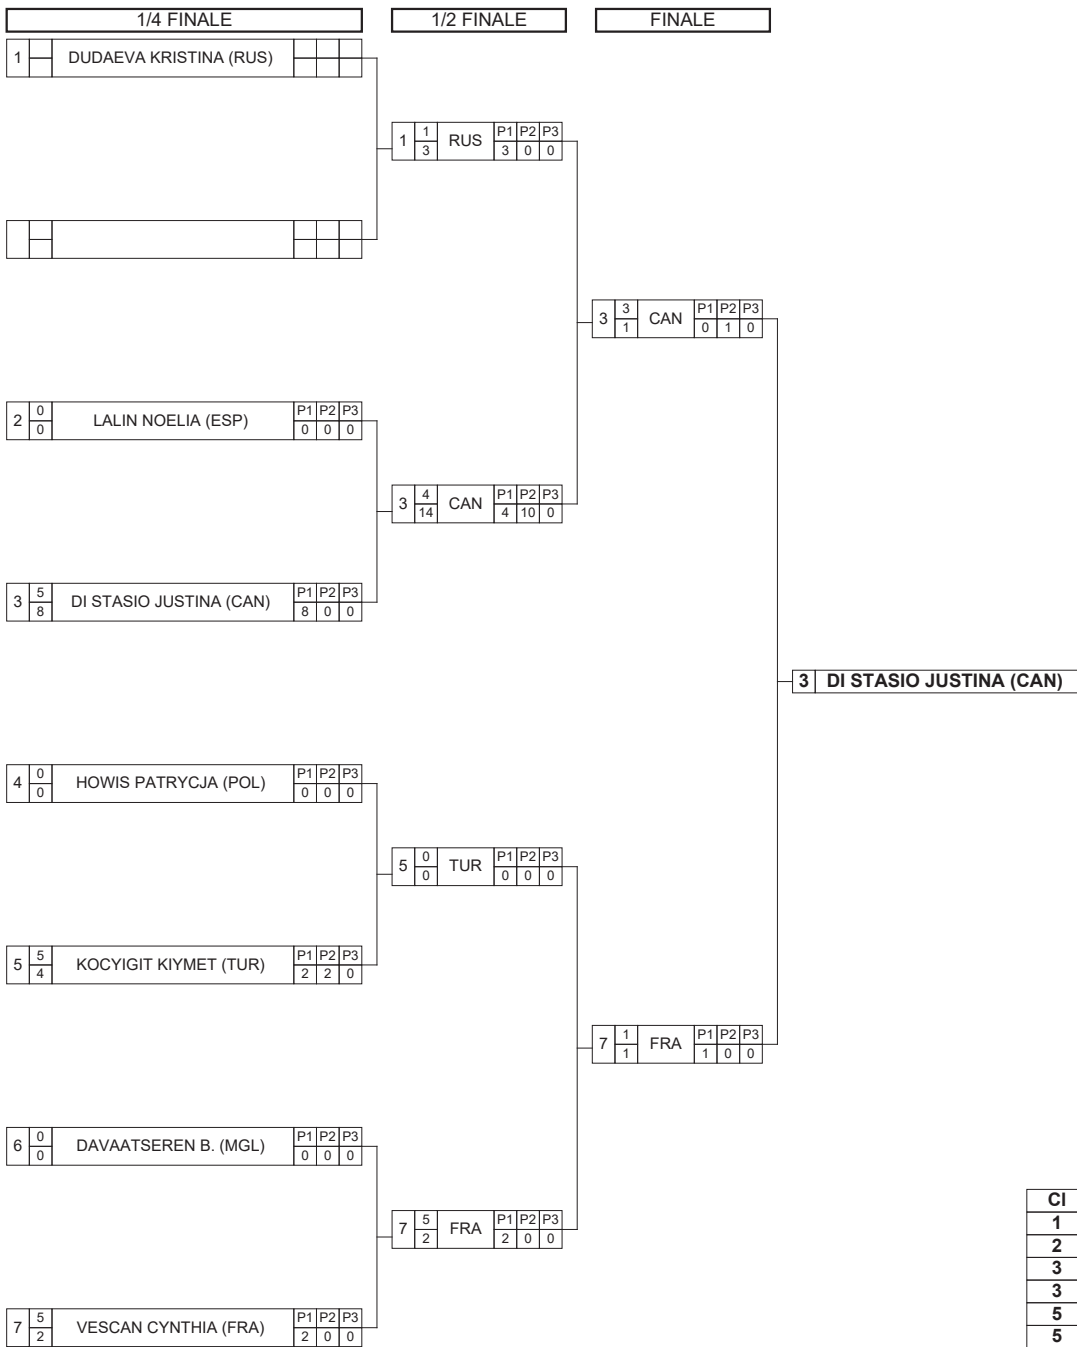 1/4 FINALE 1/2 FINALE FINALE
1 DUDAEVA KRISTINA (RUS)
1 1 RUS P1 P2 P3
3 3 0 0
3 3 CAN P1 P2 P3
1 0 1 0
2 0 LALIN NOELIA (ESP) P1 P2 P3
0 0 0 0
3 4 CAN P1 P2 P3
14 4 10 0
3 5 DI STASIO JUSTINA (CAN) P1 P2 P3
8 8 0 0
3 DI STASIO JUSTINA (CAN)
4 0 HOWIS PATRYCJA (POL) P1 P2 P3
0 0 0 0
5 0 TUR P1 P2 P3
0 0 0 0
5 5 KOCYIGIT KIYMET (TUR) P1 P2 P3
4 2 2 0
7 1 FRA P1 P2 P3
1 1 0 0
6 0 DAVAATSEREN B. (MGL) P1 P2 P3
0 0 0 0
7 5 FRA P1 P2 P3
2 2 0 0
7 5 VESCAN CYNTHIA (FRA) P1 P2 P3
2 2 0 0
Cl
1
2
3
3
5
5